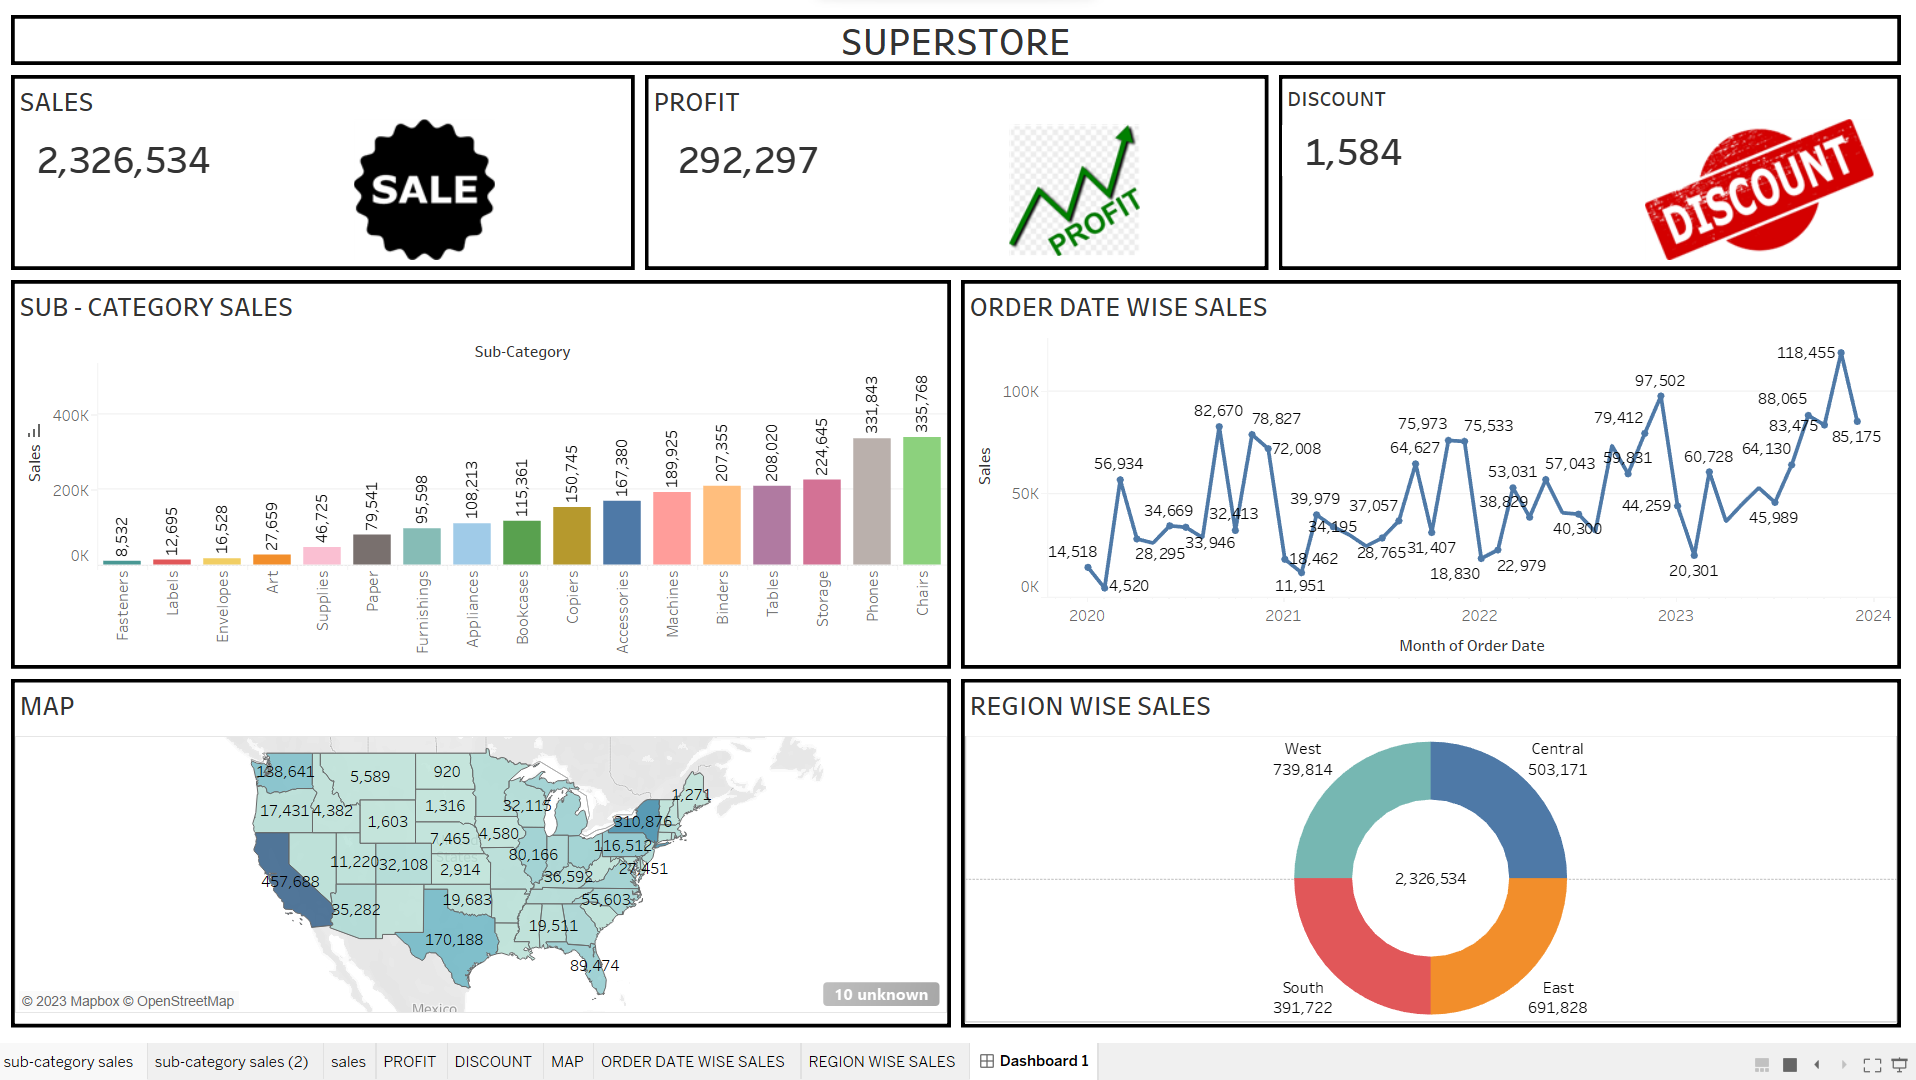 SUPERSTORE
SALES
2,326,534
SALE
PROFIT
292,297
PROFIT
DISCOUNT
1,584
DISCOUNT
SUB - CATEGORY SALES
Sub-Category
Sales
400K
200K
0K
8,532
12,695
16,528
27,659
46,725
79,541
95,598
108,213
115,361
150,745
167,380
189,925
207,355
208,020
224,645
331,843
335,768
Fasteners
Labels
Envelopes
Art
Supplies
Paper
Furnishings
Appliances
Bookcases
Copiers
Accessories
Machines
Binders
Tables
Storage
Phones
Chairs
ORDER DATE WISE SALES
Sales
100K
50K
0K
14,518
4,520
56,934
28,295
34,669
33,946
82,670
32,413
78,827
72,008
18,462
11,951
39,979
34,195
28,765
37,057
64,627
31,407
75,973
75,533
18,830
22,979
53,031
38,829
57,043
40,300
79,412
59,831
97,502
44,259
20,301
60,728
45,989
64,130
88,065
83,475
118,455
85,175
2020
2021
2022
2023
2024
Month of Order Date
MAP
138,641
5,589
920
17,431
4,382
1,316
32,115
1,271
1,603
310,876
7,465
4,580
116,512
11,220
32,108
2,914
80,166
27,451
457,688
36,592
35,282
19,683
55,603
170,188
19,511
89,474
© 2023 Mapbox © OpenStreetMap
Mexico
10 unknown
REGION WISE SALES
West
739,814
Central
503,171
2,326,534
South
391,722
East
691,828
sub-category sales
sub-category sales (2)
sales
PROFIT
DISCOUNT
MAP
ORDER DATE WISE SALES
REGION WISE SALES
Dashboard 1